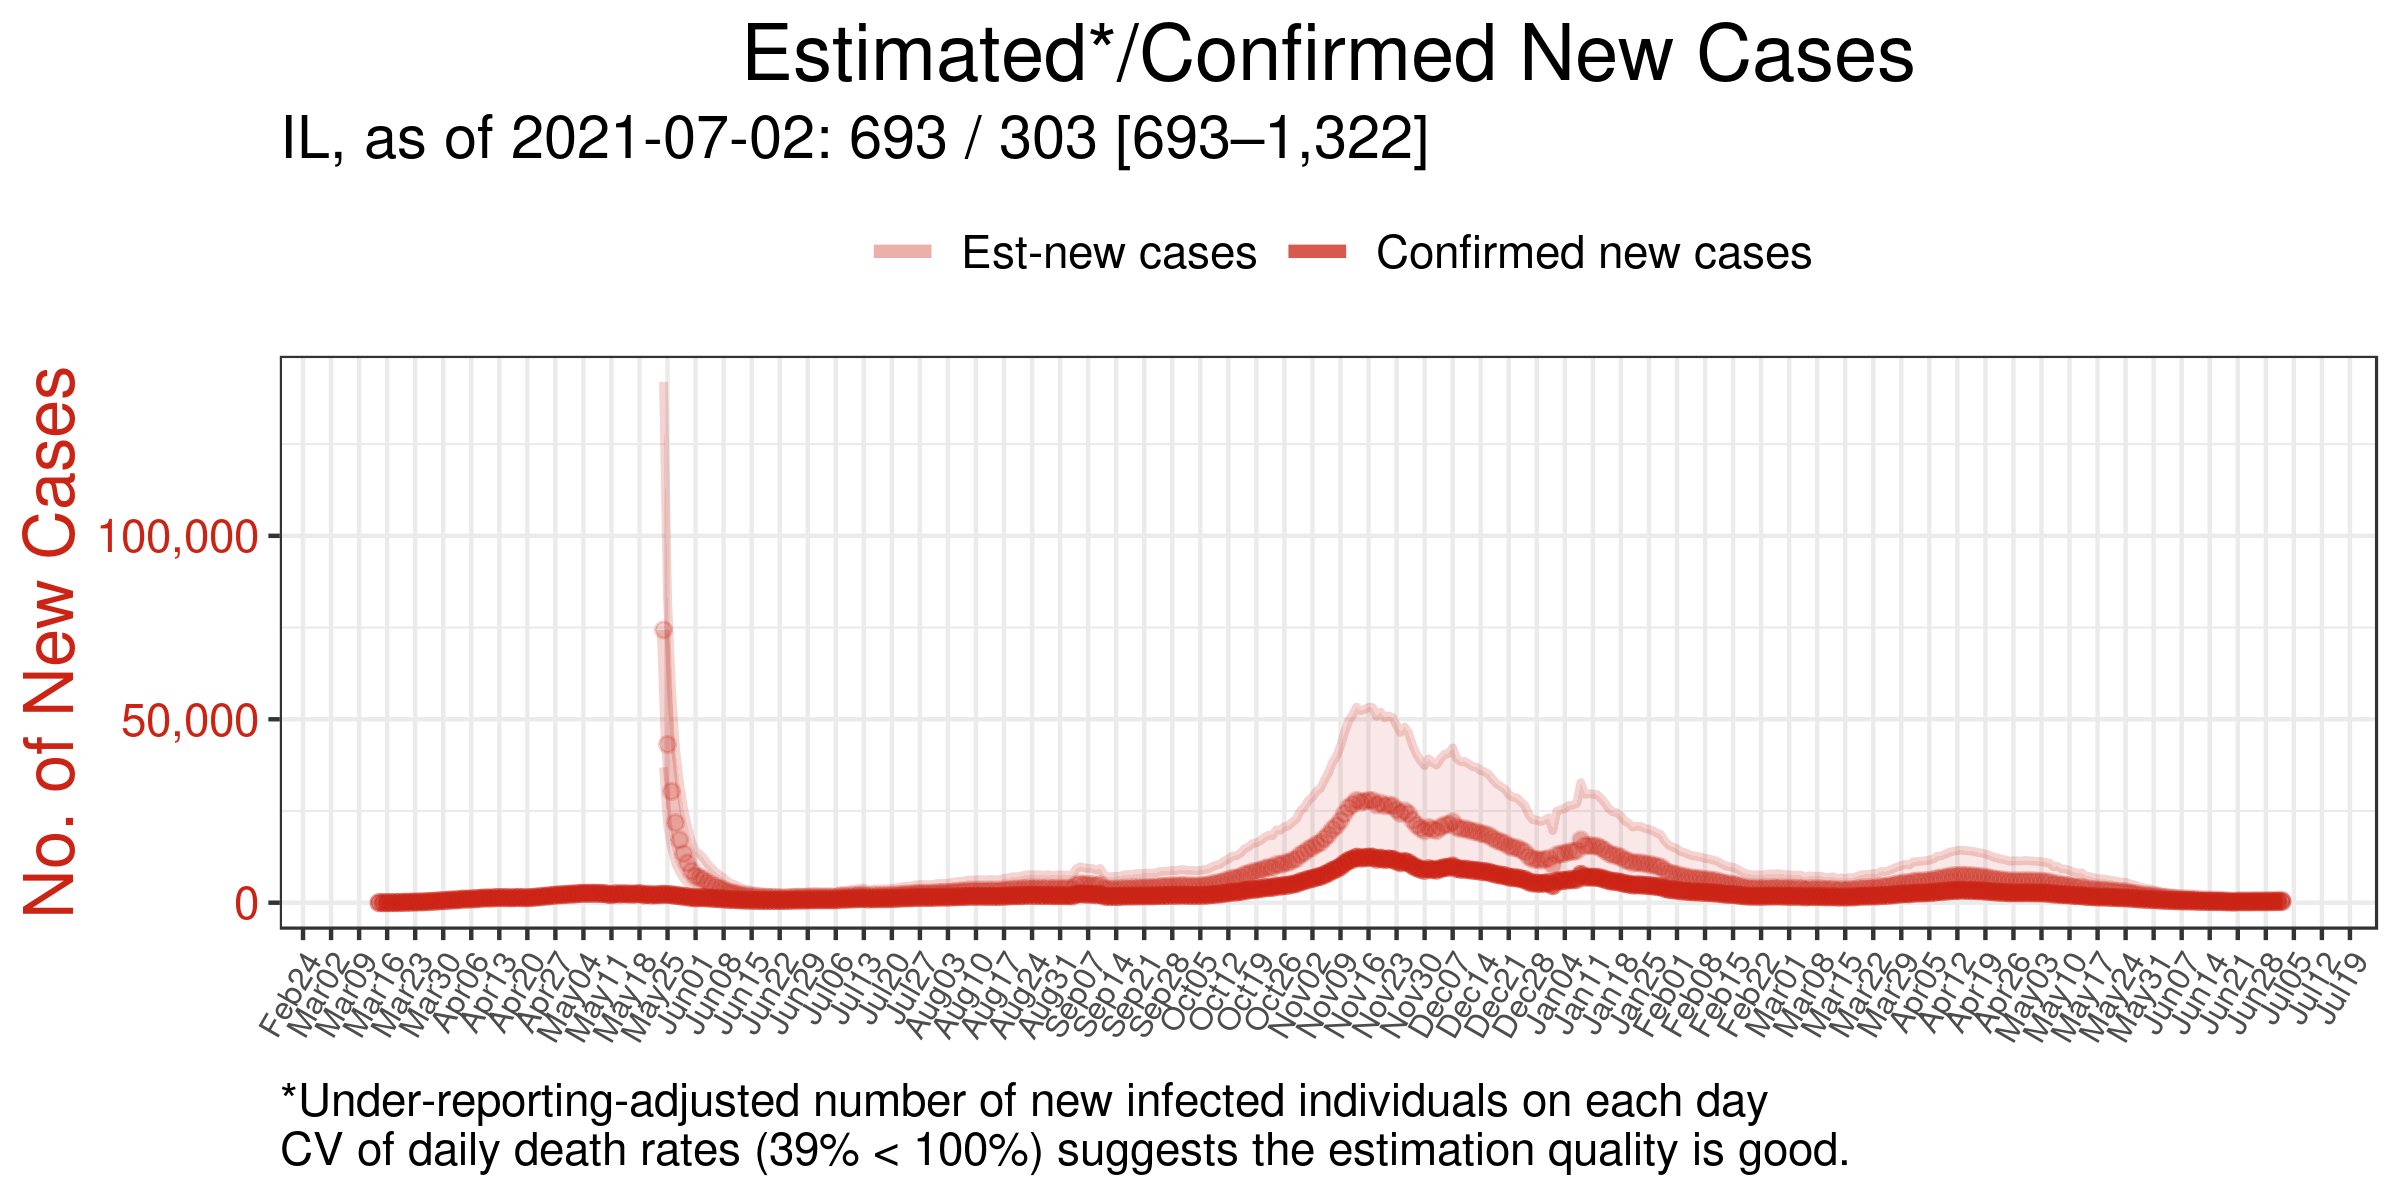 Estimated*/Confirmed New Cases
IL, as of 2021-07-02: 693 / 303 [693–1,322]
Est-new cases
Confirmed new cases
No. of New Cases
100,000
50,000
0
Feb24
Mar02
Mar09
Mar16
Mar23
Mar30
Apr06
Apr13
Apr20
Apr27
May04
May11
May18
May25
Jun01
Jun08
Jun15
Jun22
Jun29
Jul06
Jul13
Jul20
Jul27
Aug03
Aug10
Aug17
Aug24
Aug31
Sep07
Sep14
Sep21
Sep28
Oct05
Oct12
Oct19
Oct26
Nov02
Nov09
Nov16
Nov23
Nov30
Dec07
Dec14
Dec21
Dec28
Jan04
Jan11
Jan18
Jan25
Feb01
Feb08
Feb15
Feb22
Mar01
Mar08
Mar15
Mar22
Mar29
Apr05
Apr12
Apr19
Apr26
May03
May10
May17
May24
May31
Jun07
Jun14
Jun21
Jun28
Jul05
Jul12
Jul19
*Under-reporting-adjusted number of new infected individuals on each day
CV of daily death rates (39% < 100%) suggests the estimation quality is good.